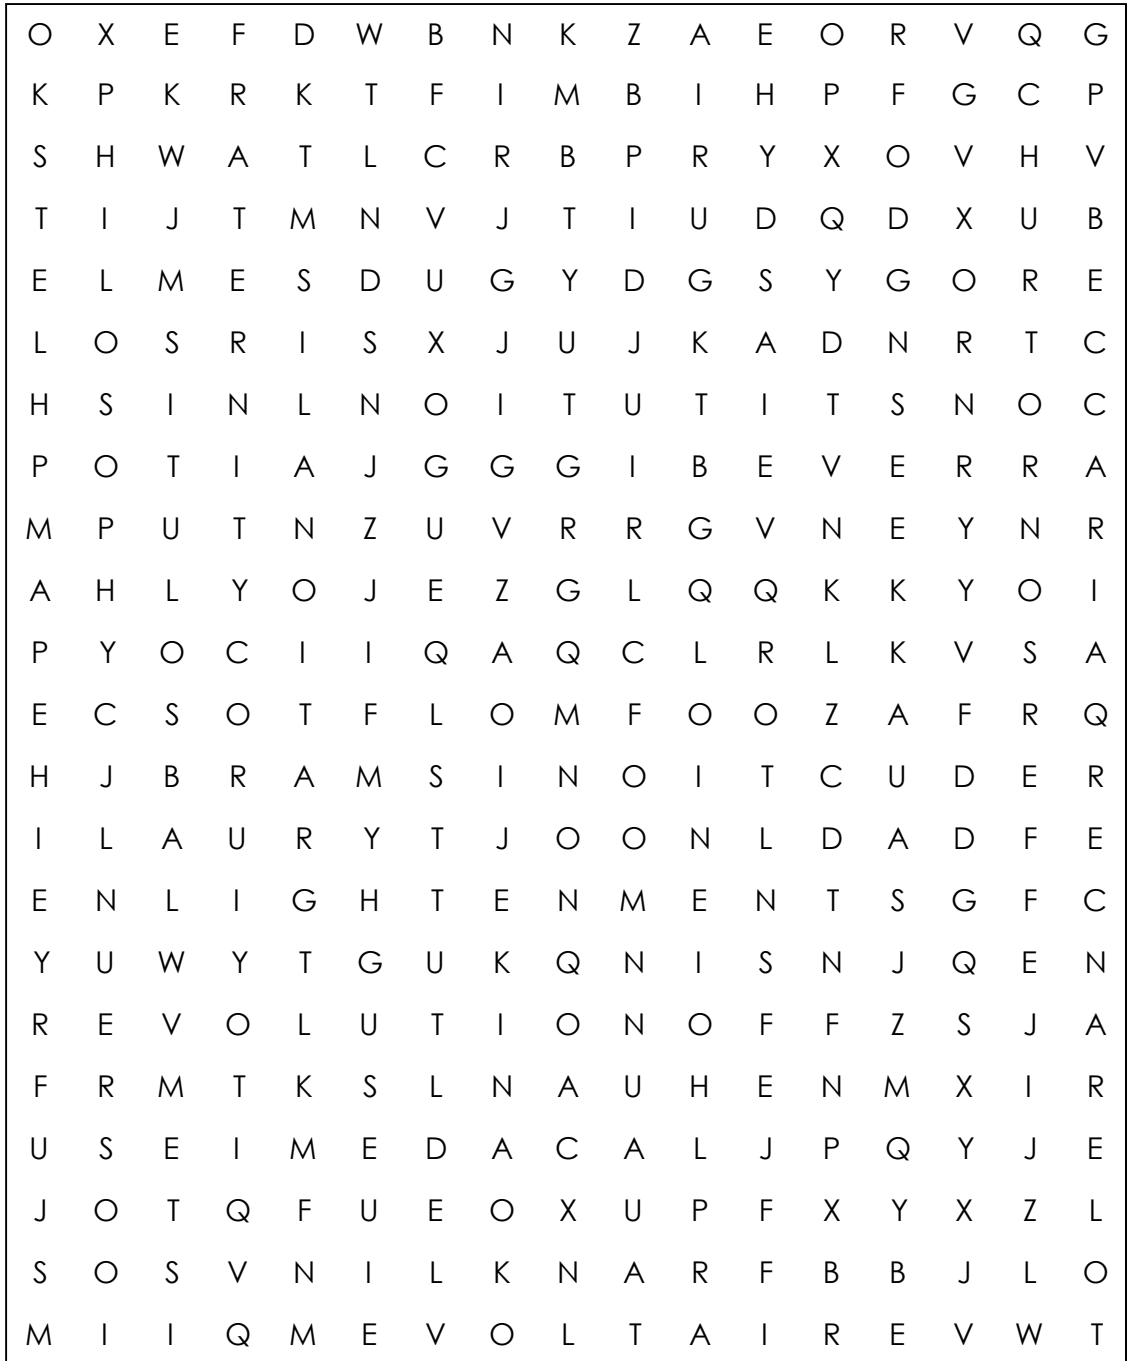 O X E F D W B N K Z A E O R V Q G
K P K R K T F I M B I H P F G C P
S H W A T L C R B P R Y X O V H V
T I J T M N V J T I U D Q D X U B
E L M E S D U G Y D G S Y G O R E
L O S R I S X J U J K A D N R T C
H S I N L N O I T U T I T S N O C
P O T I A J G G G I B E V E R R A
M P U T N Z U V R R G V N E Y N R
A H L Y O J E Z G L Q Q K K Y O I
P Y O C I I Q A Q C L R L K V S A
E C S O T F L O M F O O Z A F R Q
H J B R A M S I N O I T C U D E R
I L A U R Y T J O O N L D A D F E
E N L I G H T E N M E N T S G F C
Y U W Y T G U K Q N I S N J Q E N
R E V O L U T I O N O F F Z S J A
F R M T K S L N A U H E N M X I R
U S E I M E D A C A L J P Q Y J E
J O T Q F U E O X U P F X Y X Z L
S O S V N I L K N A R F B B J L O
M I I Q M E V O L T A I R E V W T